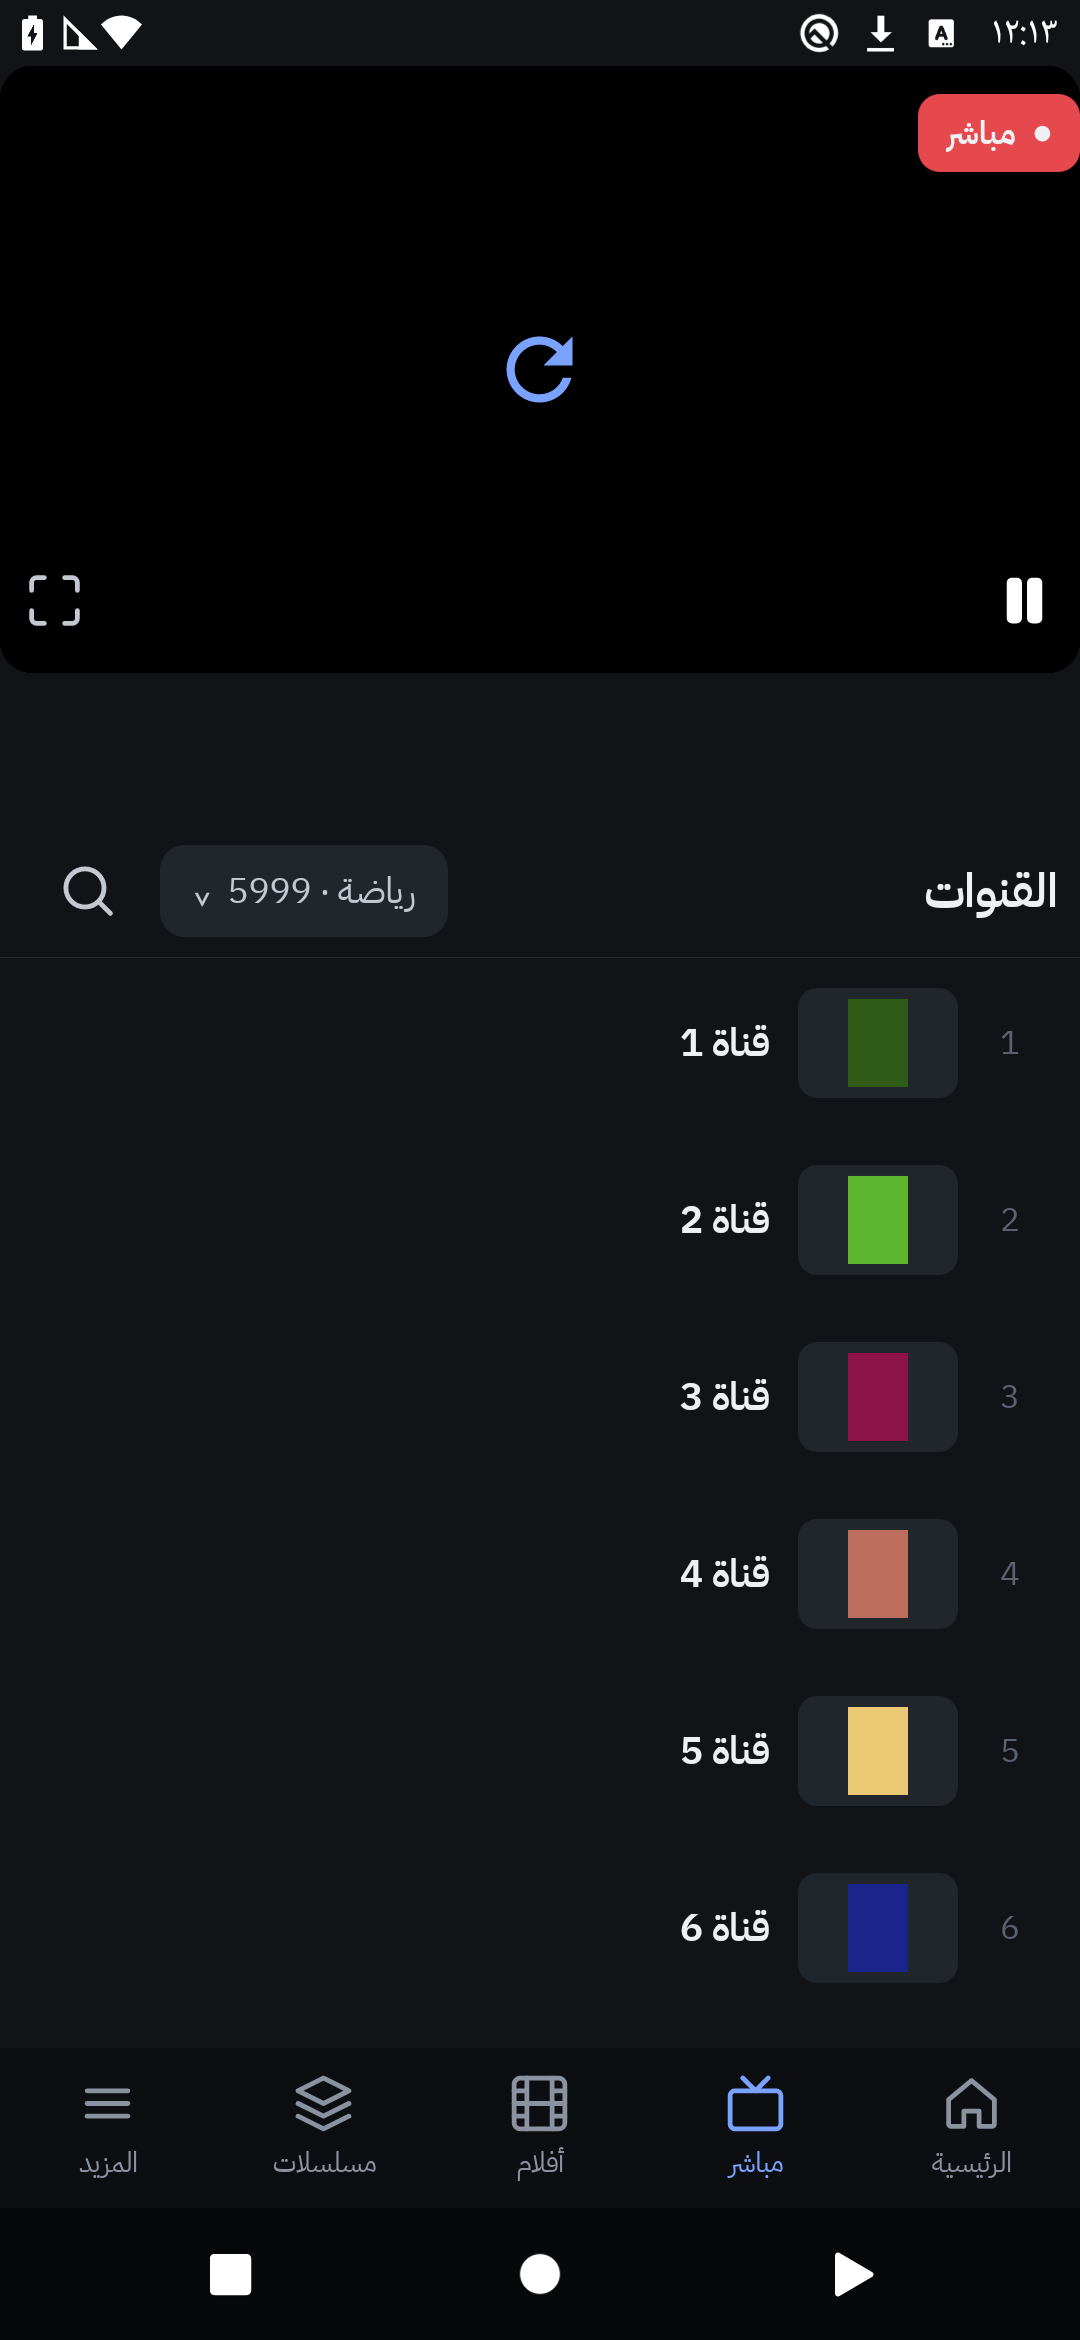 ١٢:١٣
مباشر
القنوات
رياضة · 5999
1 قناة 1
2 قناة 2
3 قناة 3
4 قناة 4
5 قناة 5
6 قناة 6
الرئيسية
مباشر
أفلام
مسلسلات
المزيد